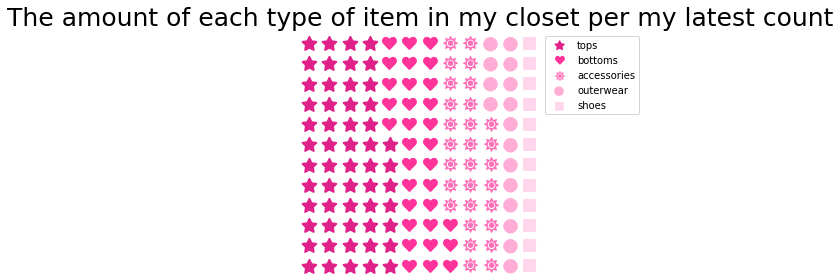 The amount of each type of item in my closet per my latest count
tops
bottoms
accessories
outerwear
shoes